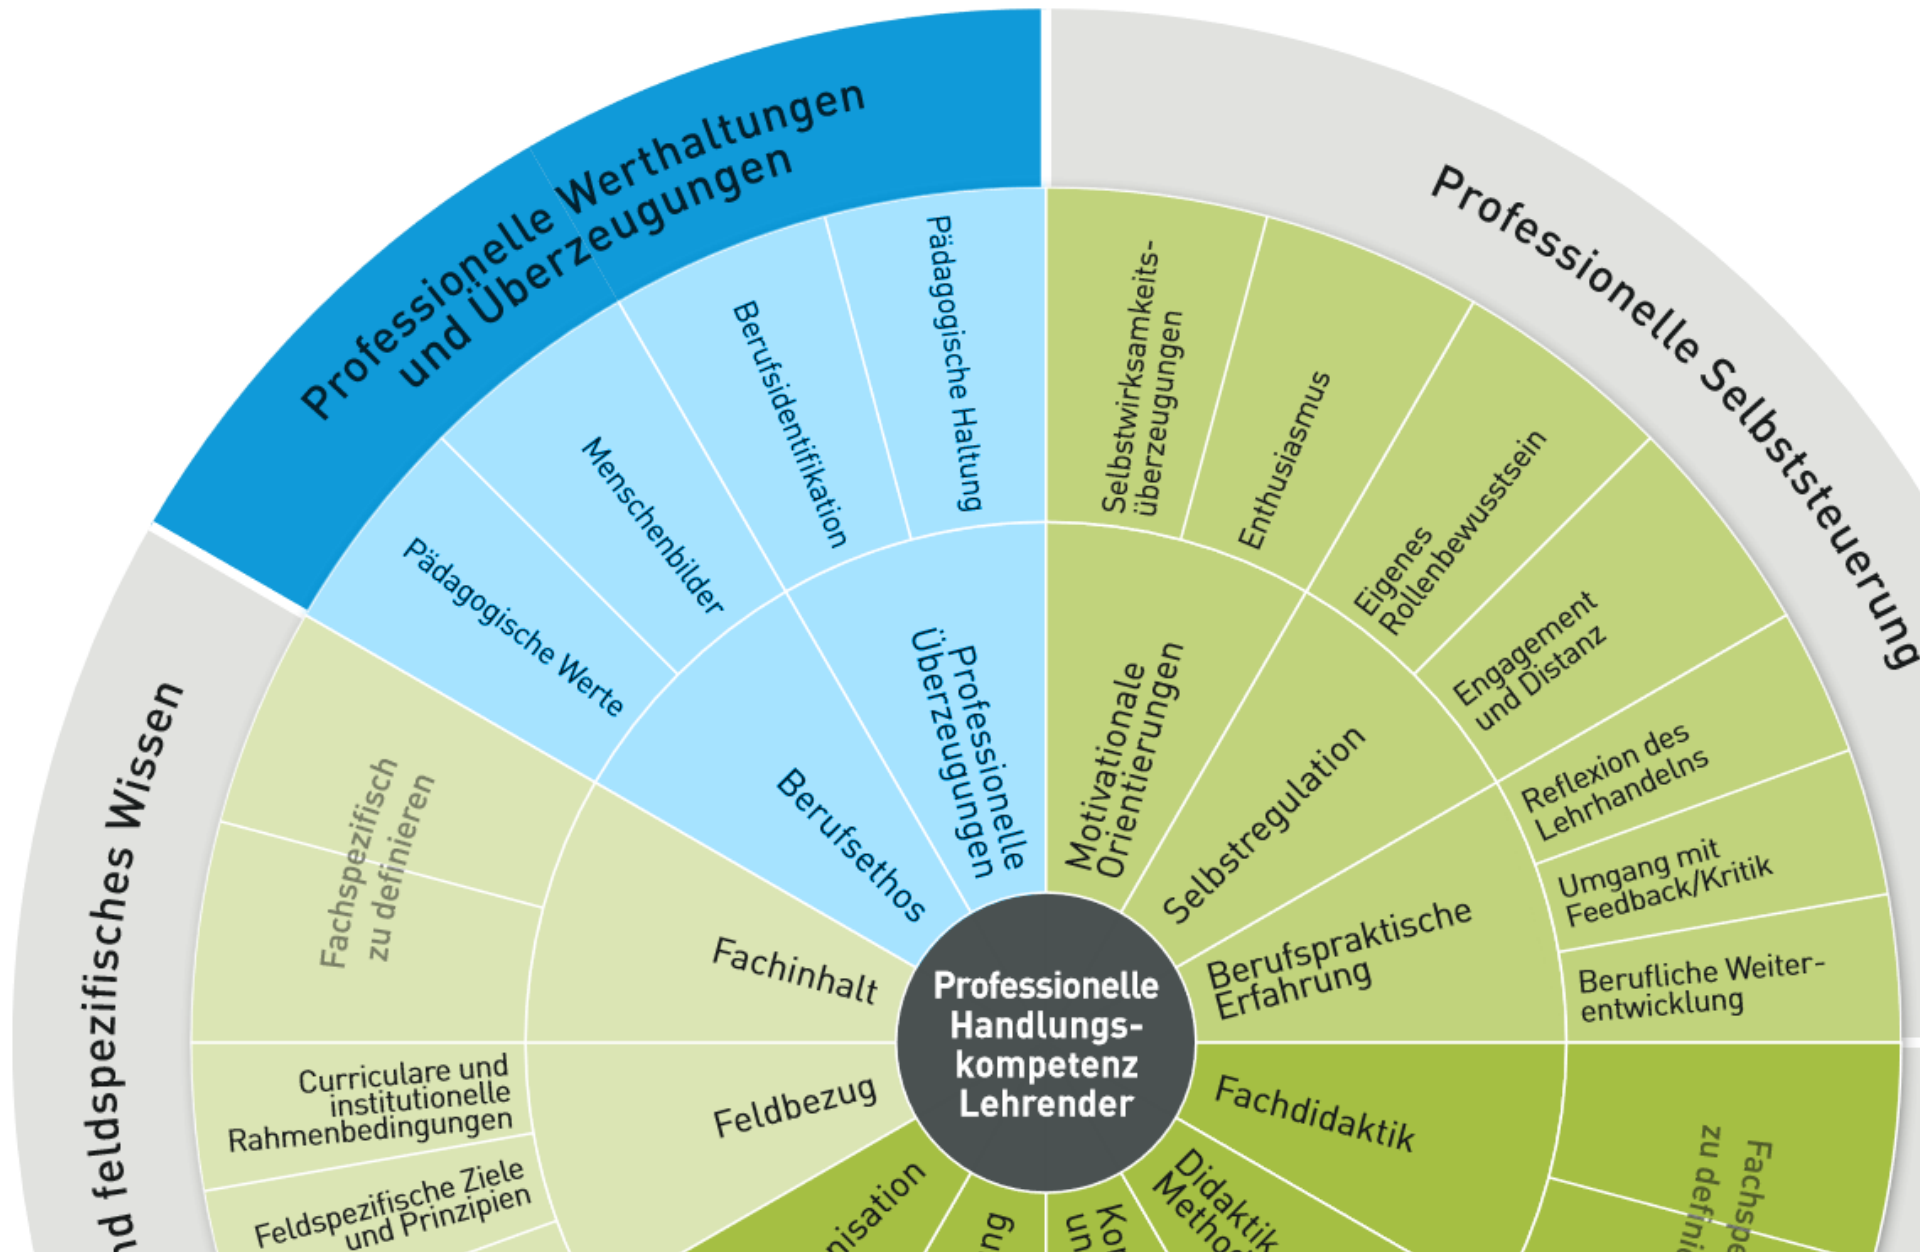 Professionelle Werthaltungen
und Überzeugungen
Professionelle Selbststeuerung
Pädagogische Werte
Menschenbilder
Berufsidentifikation
Pädagogische Haltung
Selbstwirksamkeits-
überzeugungen
Enthusiasmus
Eigenes
Rollenbewusstsein
Engagement
und Distanz
Reflexion des
Lehrhandelns
Umgang mit
Feedback/Kritik
Berufliche Weiter-
entwicklung
Berufsethos
Professionelle
Überzeugungen
Motivationale
Orientierungen
Selbstregulation
Berufspraktische
Erfahrung
Professionelle
Handlungs-
kompetenz
Lehrender
Fachinhalt
Feldbezug
Fachdidaktik
Didaktik
feldspezifisches Wissen
Fachspezifisch
zu definieren
Curriculare und
institutionelle
Rahmenbedingungen
Feldspezifische Ziele
und Prinzipien
zu